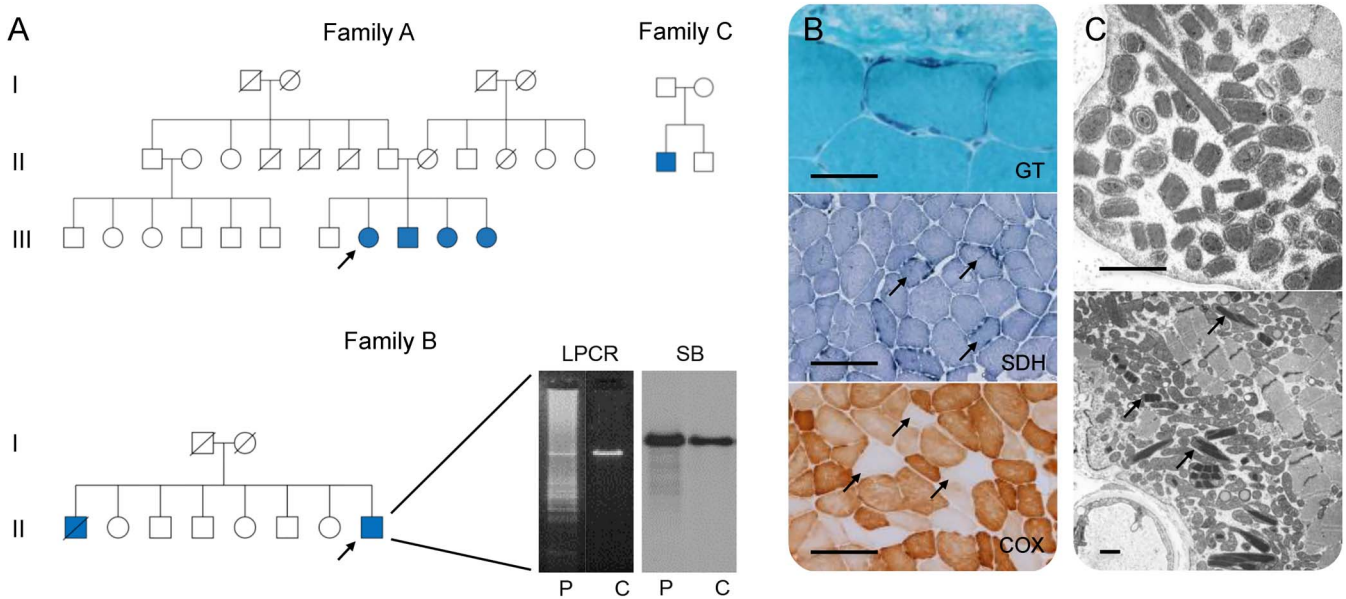 A
Family A
Family C
I
II
III
Family B
LPCR
SB
I
II
P
C
P
C
B
GT
SDH
COX
C